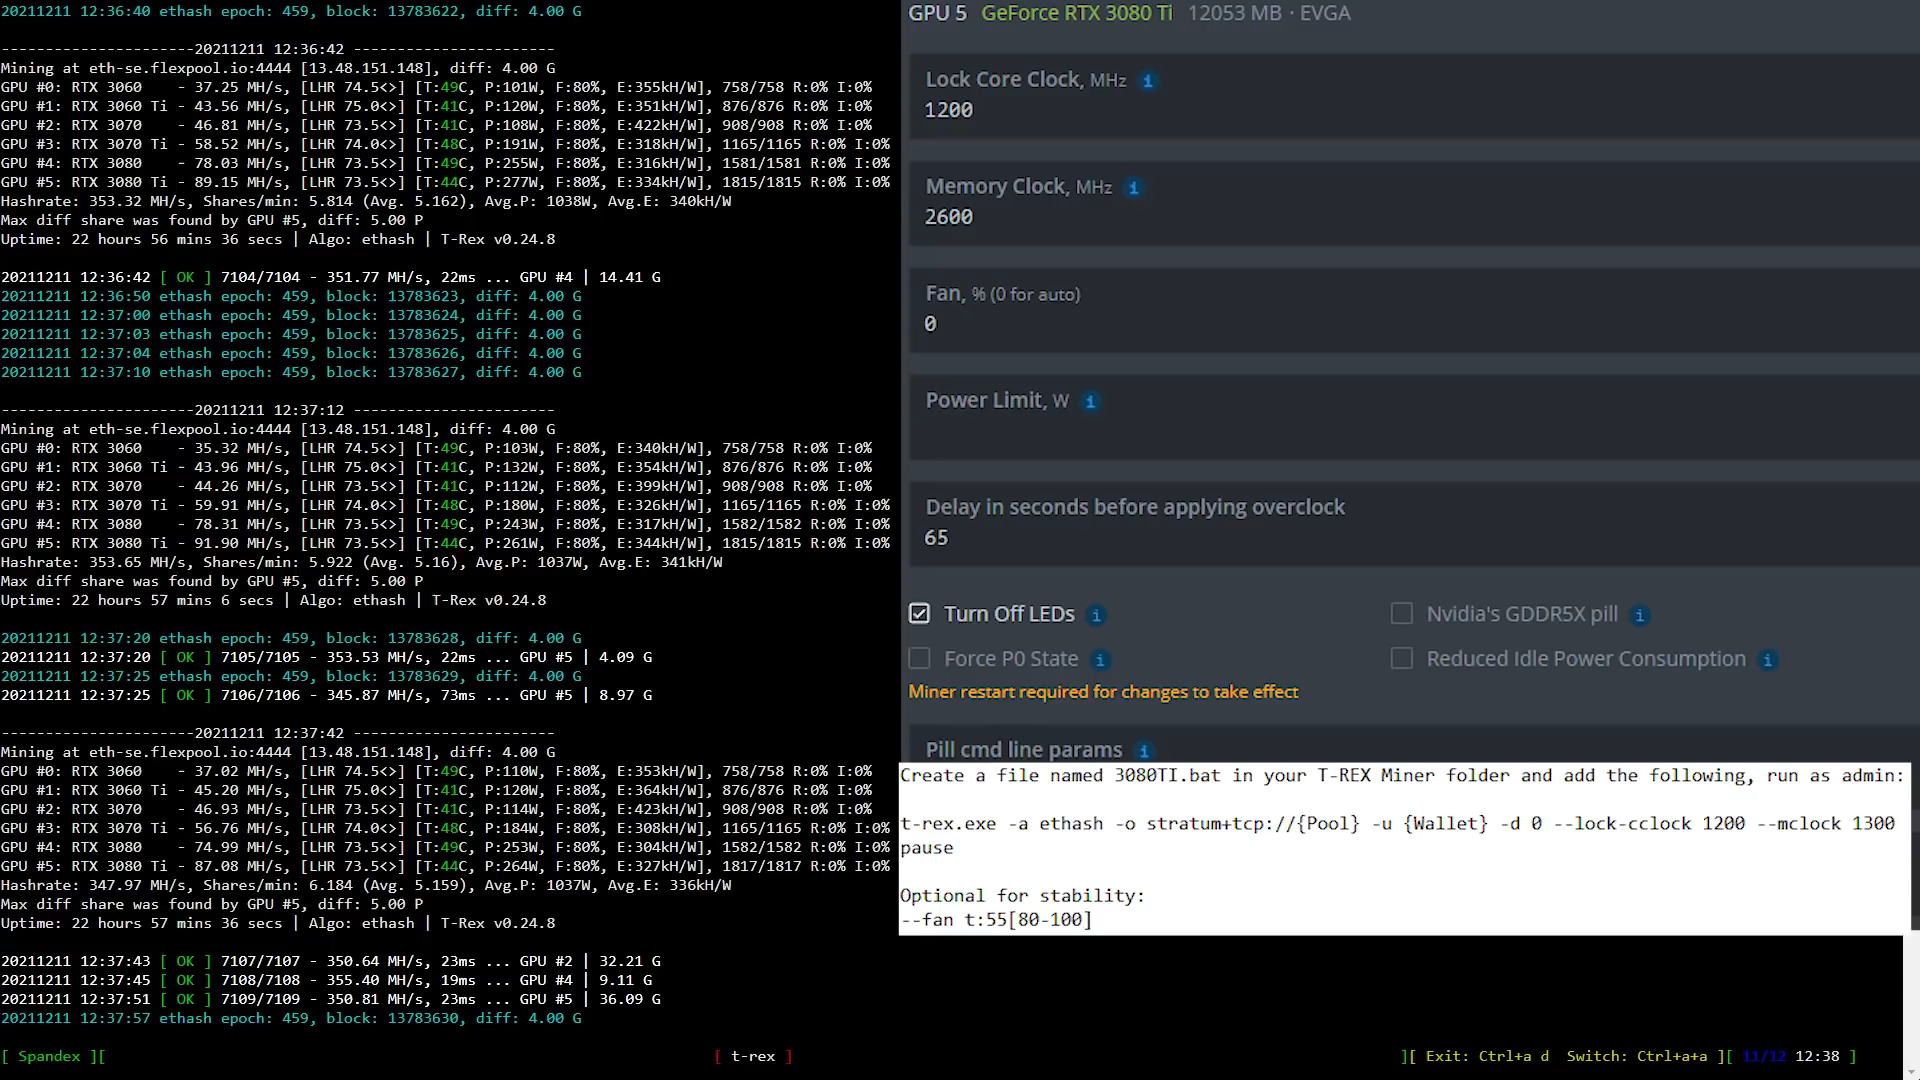 20211211 12:36:40 ethash epoch: 459, block: 13783622, diff: 4.00 G
----------------------20211211 12:36:42 -----------------------
Mining at eth-se.flexpool.io:4444 [13.48.151.148], diff: 4.00 G
GPU #0: RTX 3060    - 37.25 MH/s, [LHR 74.5<>] [T:49C, P:101W, F:80%, E:355kH/W], 758/758 R:0% I:0%
GPU #1: RTX 3060 Ti - 43.56 MH/s, [LHR 75.0<>] [T:41C, P:120W, F:80%, E:351kH/W], 876/876 R:0% I:0%
GPU #2: RTX 3070    - 46.81 MH/s, [LHR 73.5<>] [T:41C, P:108W, F:80%, E:422kH/W], 908/908 R:0% I:0%
GPU #3: RTX 3070 Ti - 58.52 MH/s, [LHR 74.0<>] [T:48C, P:191W, F:80%, E:318kH/W], 1165/1165 R:0% I:0%
GPU #4: RTX 3080    - 78.03 MH/s, [LHR 73.5<>] [T:49C, P:255W, F:80%, E:316kH/W], 1581/1581 R:0% I:0%
GPU #5: RTX 3080 Ti - 89.15 MH/s, [LHR 73.5<>] [T:44C, P:277W, F:80%, E:334kH/W], 1815/1815 R:0% I:0%
Hashrate: 353.32 MH/s, Shares/min: 5.814 (Avg. 5.162), Avg.P: 1038W, Avg.E: 340kH/W
Max diff share was found by GPU #5, diff: 5.00 P
Uptime: 22 hours 56 mins 36 secs | Algo: ethash | T-Rex v0.24.8
20211211 12:36:42 [ OK ] 7104/7104 - 351.77 MH/s, 22ms ... GPU #4 | 14.41 G
20211211 12:36:50 ethash epoch: 459, block: 13783623, diff: 4.00 G
20211211 12:37:00 ethash epoch: 459, block: 13783624, diff: 4.00 G
20211211 12:37:03 ethash epoch: 459, block: 13783625, diff: 4.00 G
20211211 12:37:04 ethash epoch: 459, block: 13783626, diff: 4.00 G
20211211 12:37:10 ethash epoch: 459, block: 13783627, diff: 4.00 G
----------------------20211211 12:37:12 -----------------------
Mining at eth-se.flexpool.io:4444 [13.48.151.148], diff: 4.00 G
GPU #0: RTX 3060    - 35.32 MH/s, [LHR 74.5<>] [T:49C, P:103W, F:80%, E:340kH/W], 758/758 R:0% I:0%
GPU #1: RTX 3060 Ti - 43.96 MH/s, [LHR 75.0<>] [T:41C, P:132W, F:80%, E:354kH/W], 876/876 R:0% I:0%
GPU #2: RTX 3070    - 44.26 MH/s, [LHR 73.5<>] [T:41C, P:112W, F:80%, E:399kH/W], 908/908 R:0% I:0%
GPU #3: RTX 3070 Ti - 59.91 MH/s, [LHR 74.0<>] [T:48C, P:180W, F:80%, E:326kH/W], 1165/1165 R:0% I:0%
GPU #4: RTX 3080    - 78.31 MH/s, [LHR 73.5<>] [T:49C, P:243W, F:80%, E:317kH/W], 1582/1582 R:0% I:0%
GPU #5: RTX 3080 Ti - 91.90 MH/s, [LHR 73.5<>] [T:44C, P:261W, F:80%, E:344kH/W], 1815/1815 R:0% I:0%
Hashrate: 353.65 MH/s, Shares/min: 5.922 (Avg. 5.16), Avg.P: 1037W, Avg.E: 341kH/W
Max diff share was found by GPU #5, diff: 5.00 P
Uptime: 22 hours 57 mins 6 secs | Algo: ethash | T-Rex v0.24.8
20211211 12:37:20 ethash epoch: 459, block: 13783628, diff: 4.00 G
20211211 12:37:20 [ OK ] 7105/7105 - 353.53 MH/s, 22ms ... GPU #5 | 4.09 G
20211211 12:37:25 ethash epoch: 459, block: 13783629, diff: 4.00 G
20211211 12:37:25 [ OK ] 7106/7106 - 345.87 MH/s, 73ms ... GPU #5 | 8.97 G
----------------------20211211 12:37:42 -----------------------
Mining at eth-se.flexpool.io:4444 [13.48.151.148], diff: 4.00 G
GPU #0: RTX 3060    - 37.02 MH/s, [LHR 74.5<>] [T:49C, P:110W, F:80%, E:353kH/W], 758/758 R:0% I:0%
GPU #1: RTX 3060 Ti - 45.20 MH/s, [LHR 75.0<>] [T:41C, P:120W, F:80%, E:364kH/W], 876/876 R:0% I:0%
GPU #2: RTX 3070    - 46.93 MH/s, [LHR 73.5<>] [T:41C, P:114W, F:80%, E:423kH/W], 908/908 R:0% I:0%
GPU #3: RTX 3070 Ti - 56.76 MH/s, [LHR 74.0<>] [T:48C, P:184W, F:80%, E:308kH/W], 1165/1165 R:0% I:0%
GPU #4: RTX 3080    - 74.99 MH/s, [LHR 73.5<>] [T:49C, P:253W, F:80%, E:304kH/W], 1582/1582 R:0% I:0%
GPU #5: RTX 3080 Ti - 87.08 MH/s, [LHR 73.5<>] [T:44C, P:264W, F:80%, E:327kH/W], 1817/1817 R:0% I:0%
Hashrate: 347.97 MH/s, Shares/min: 6.184 (Avg. 5.159), Avg.P: 1037W, Avg.E: 336kH/W
Max diff share was found by GPU #5, diff: 5.00 P
Uptime: 22 hours 57 mins 36 secs | Algo: ethash | T-Rex v0.24.8
20211211 12:37:43 [ OK ] 7107/7107 - 350.64 MH/s, 23ms ... GPU #2 | 32.21 G
20211211 12:37:45 [ OK ] 7108/7108 - 355.40 MH/s, 19ms ... GPU #4 | 9.11 G
20211211 12:37:51 [ OK ] 7109/7109 - 350.81 MH/s, 23ms ... GPU #5 | 36.09 G
20211211 12:37:57 ethash epoch: 459, block: 13783630, diff: 4.00 G
[ Spandex ][ [ t-rex ] ][ Exit: Ctrl+a d  Switch: Ctrl+a+a ][ 11/12 12:38 ]
GPU 5 GeForce RTX 3080 Ti 12053 MB · EVGA
Lock Core Clock, MHz i
1200
Memory Clock, MHz i
2600
Fan, % (0 for auto)
0
Power Limit, W i
Delay in seconds before applying overclock
65
Turn Off LEDs i
Nvidia's GDDR5X pill i
Force P0 State i
Reduced Idle Power Consumption i
Miner restart required for changes to take effect
Pill cmd line params i
Create a file named 3080TI.bat in your T-REX Miner folder and add the following, run as admin:
t-rex.exe -a ethash -o stratum+tcp://{Pool} -u {Wallet} -d 0 --lock-cclock 1200 --mclock 1300
pause
Optional for stability:
--fan t:55[80-100]